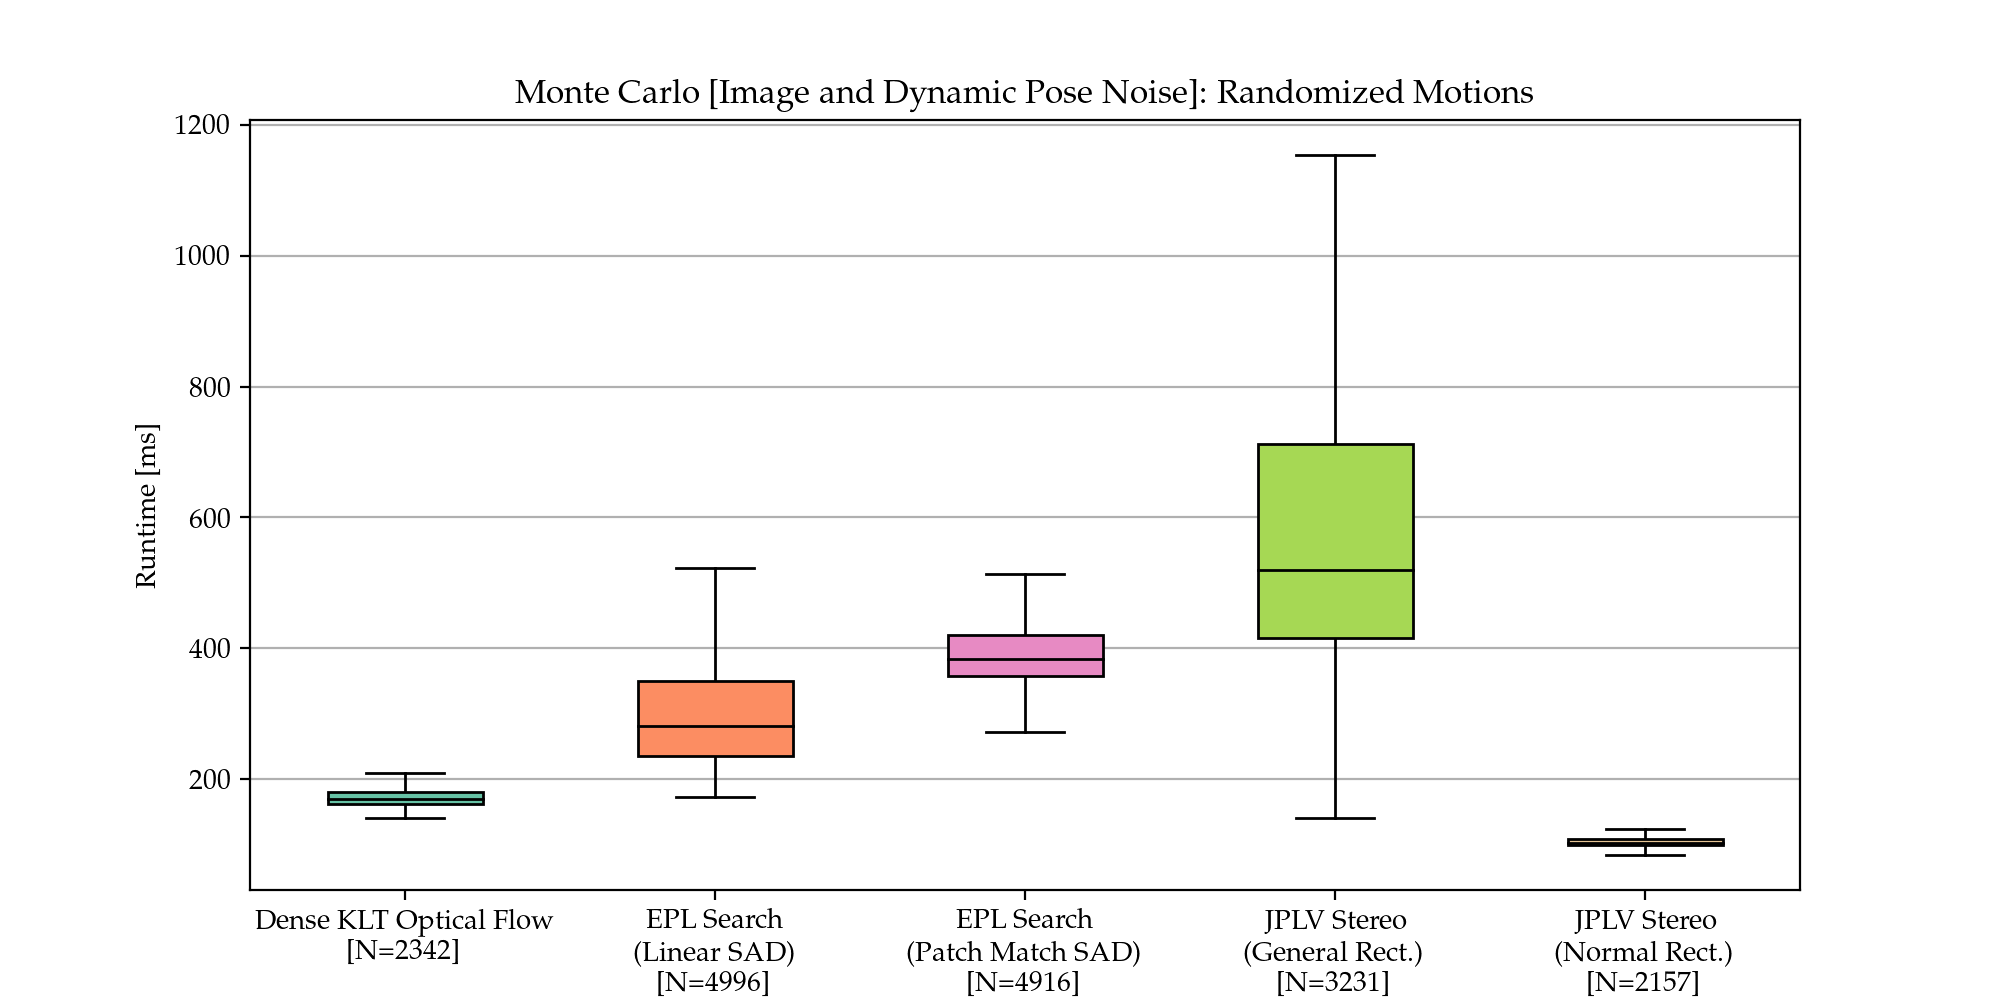 Monte Carlo [Image and Dynamic Pose Noise]: Randomized Motions
Runtime [ms]
1200
1000
800
600
400
200
Dense KLT Optical Flow
[N=2342]
EPL Search
(Linear SAD)
[N=4996]
EPL Search
(Patch Match SAD)
[N=4916]
JPLV Stereo
(General Rect.)
[N=3231]
JPLV Stereo
(Normal Rect.)
[N=2157]